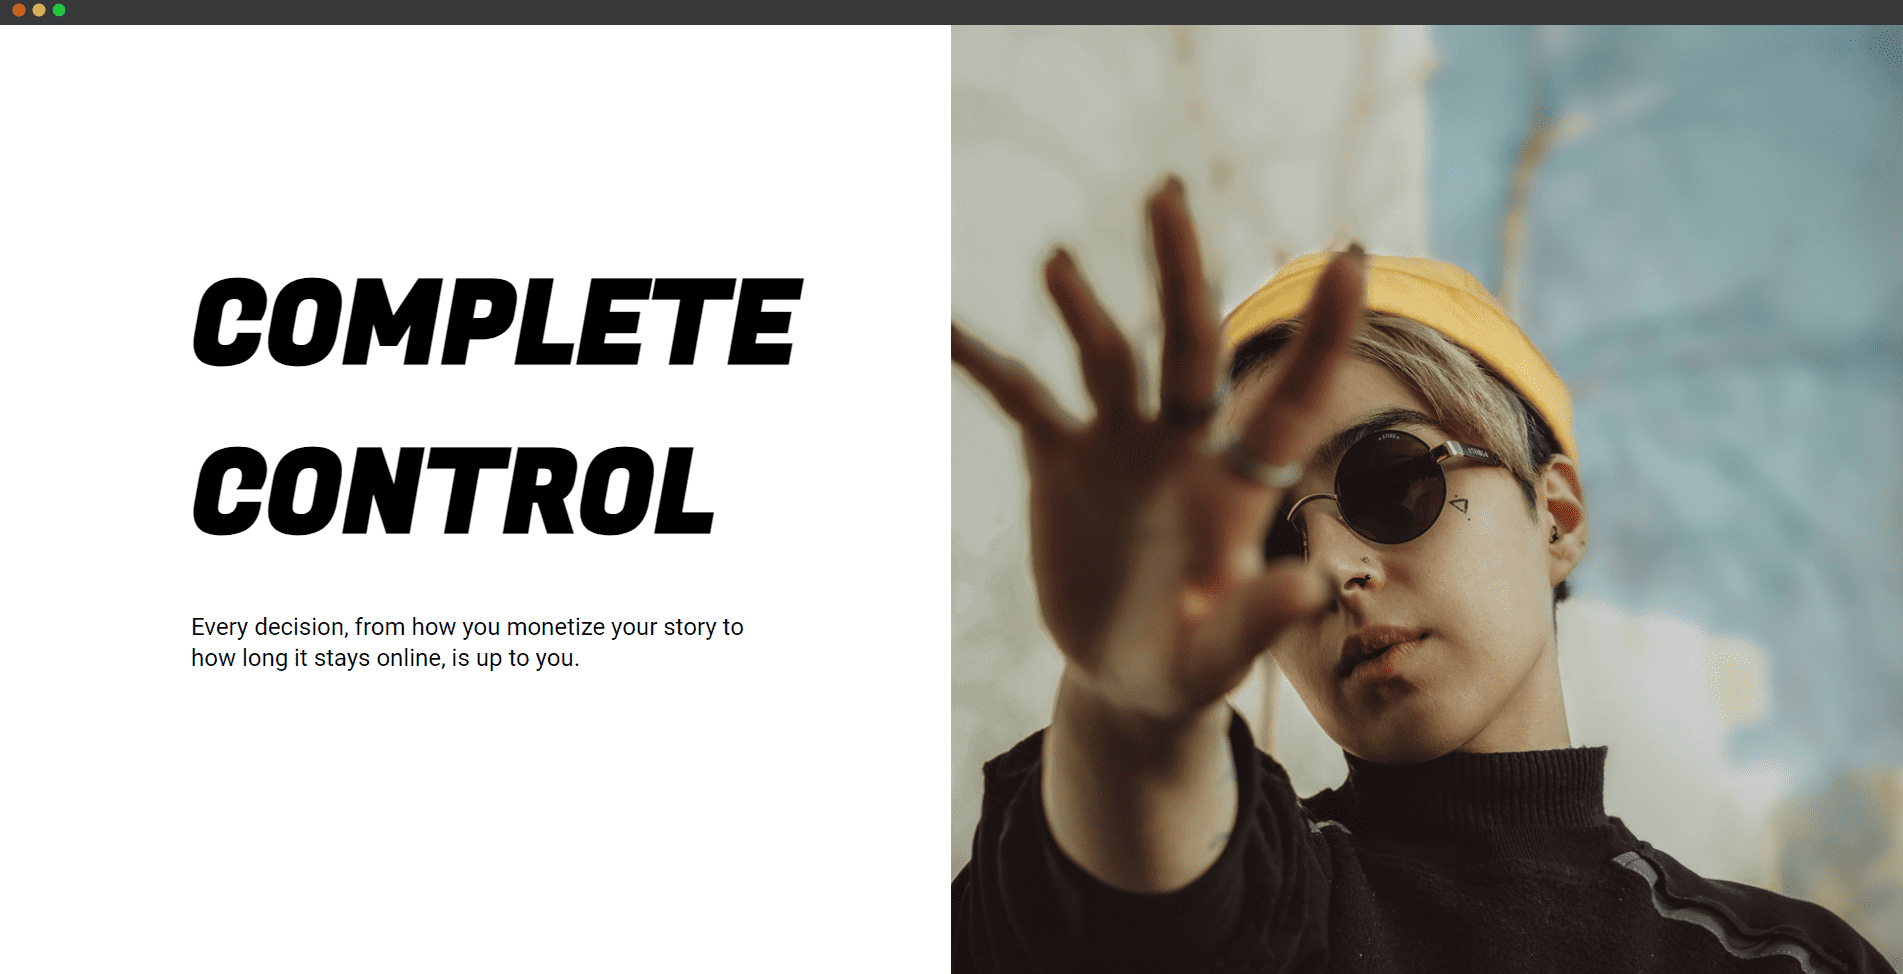 COMPLETE
CONTROL
Every decision, from how you monetize your story to
how long it stays online, is up to you.